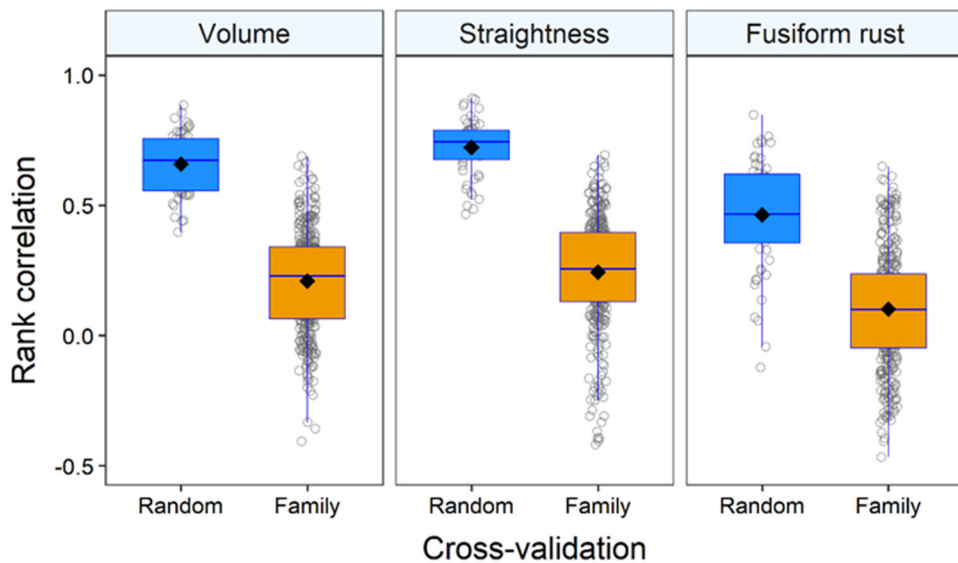 Volume Straightness Fusiform rust
Rank correlation
1.0
0.5
0.0
-0.5
Random Family Random Family Random Family
Cross-validation